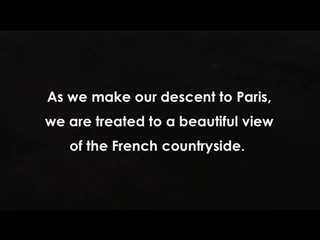 As we make our descent to Paris,
we are treated to a beautiful view
of the French countryside.